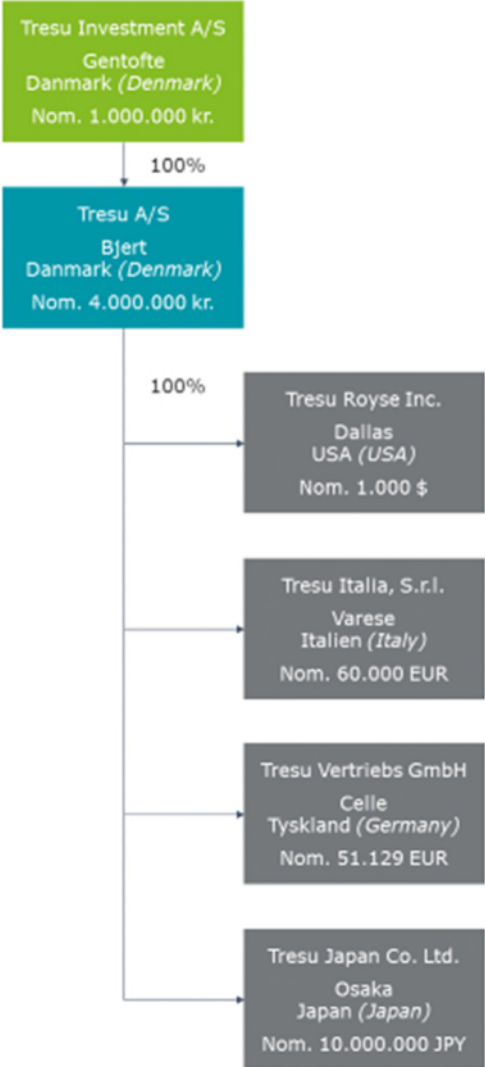 Tresu Investment A/S
Gentofte
Danmark (Denmark)
Nom. 1.000.000 kr.
100%
Tresu A/S
Bjert
Danmark (Denmark)
Nom. 4.000.000 kr.
100%
Tresu Royse Inc.
Dallas
USA (USA)
Nom. 1.000 $
Tresu Italia, S.r.l.
Varese
Italien (Italy)
Nom. 60.000 EUR
Tresu Vertriebs GmbH
Celle
Tyskland (Germany)
Nom. 51.129 EUR
Tresu Japan Co. Ltd.
Osaka
Japan (Japan)
Nom. 10.000.000 JPY